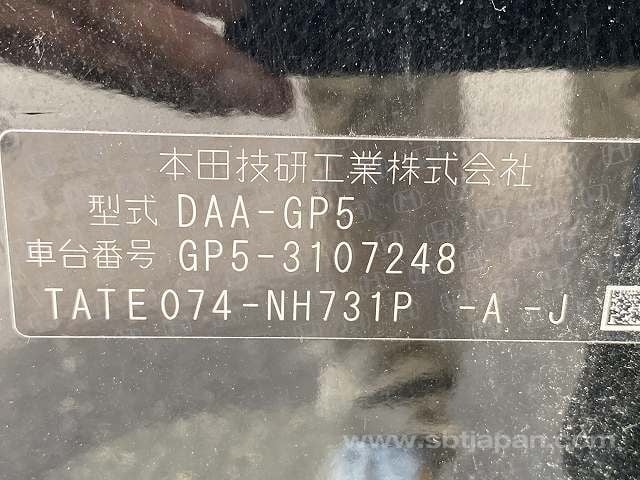 本田技研工業株式会社
型式 DAA-GP5
車台番号 GP5-3107248
TATE074-NH731P -A -J
www.sbtjapan.com